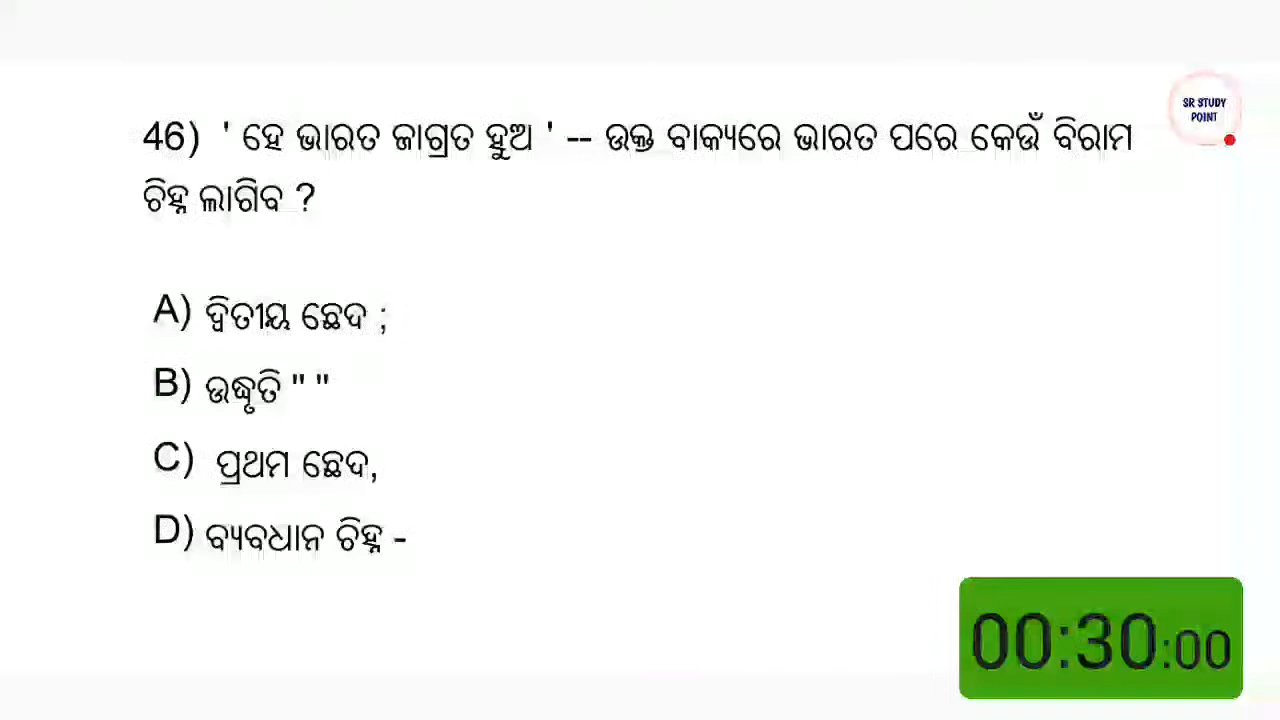 SR STUDY
POINT
46) ' ହେ ଭାରତ ଜାଗ୍ରତ ହୁଅ ' -- ଉକ୍ତ ବାକ୍ୟରେ ଭାରତ ପରେ କେଉଁ ବିରାମ
ଚିହ୍ନ ଲାଗିବ ?
A) ଦ୍ଵିତୀୟ ଛେଦ ;
B) ଉଦ୍ଧୃତି " "
C) ପ୍ରଥମ ଛେଦ,
D) ବ୍ୟବଧାନ ଚିହ୍ନ -
00:30:00